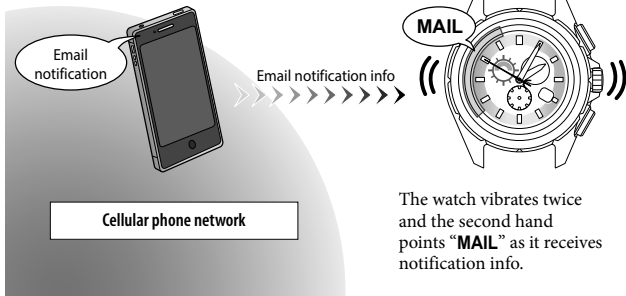 MAIL
Email
notification
Email notification info
Cellular phone network
The watch vibrates twice
and the second hand
points “MAIL” as it receives
notification info.